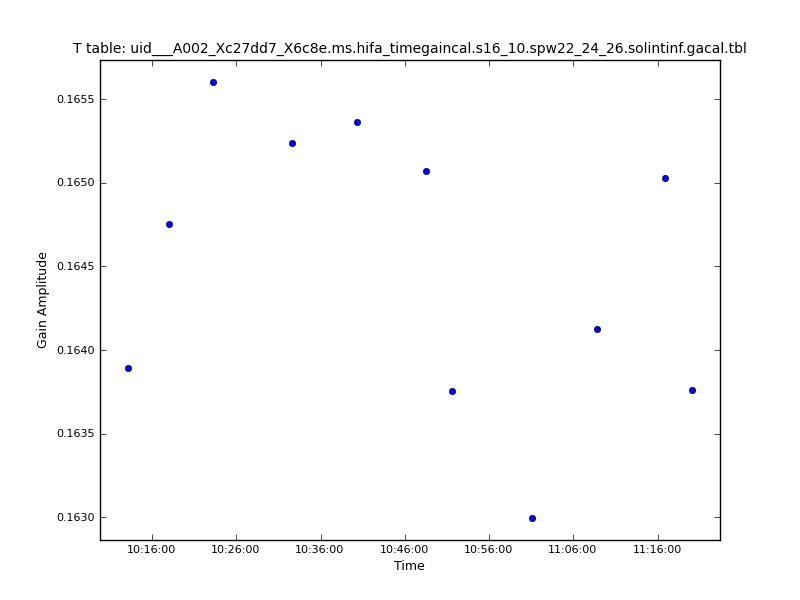 T table: uid___A002_Xc27dd7_X6c8e.ms.hifa_timegaincal.s16_10.spw22_24_26.solintinf.gacal.tbl
0.1655
0.1650
0.1645
0.1640
0.1635
0.1630
Gain Amplitude
10:16:00 10:26:00 10:36:00 10:46:00 10:56:00 11:06:00 11:16:00
Time